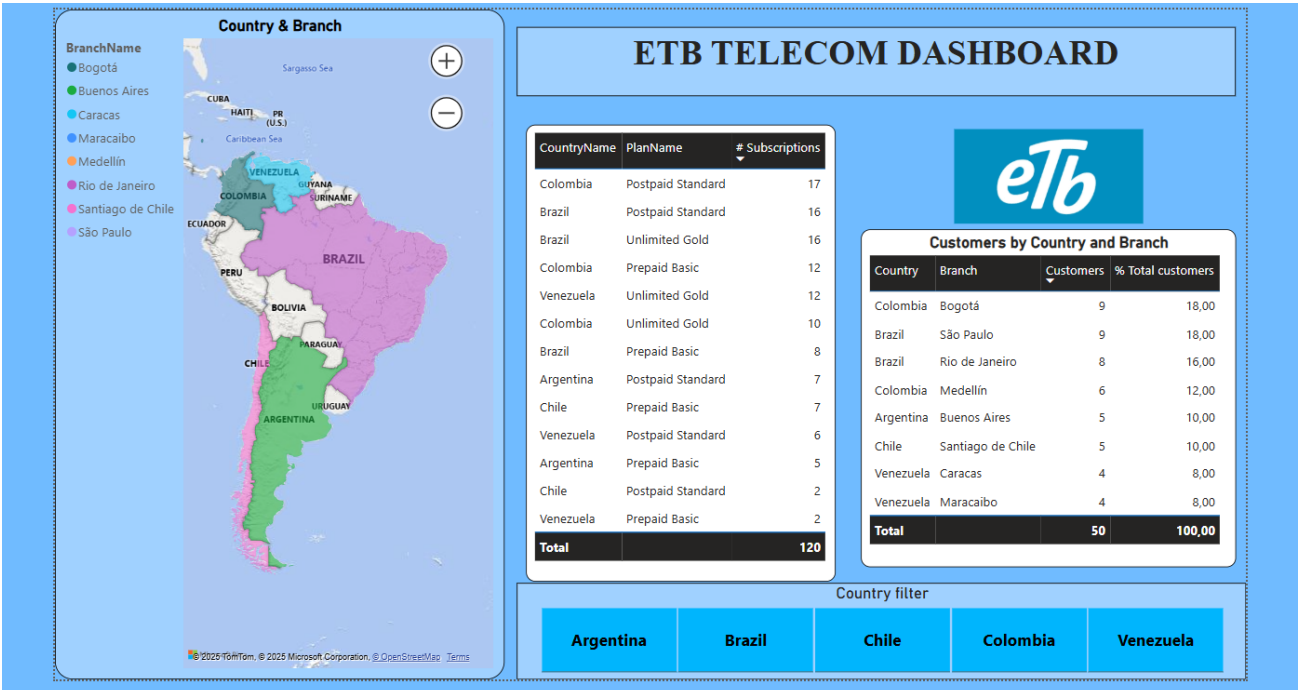 Country & Branch
BranchName
Bogotá
Buenos Aires
Caracas
Maracaibo
Medellín
Rio de Janeiro
Santiago de Chile
São Paulo
Sargasso Sea
CUBA
HAITI
PR
(U.S.)
Caribbean Sea
VENEZUELA
GUYANA
COLOMBIA
SURINAME
ECUADOR
BRAZIL
PERU
BOLIVIA
PARAGUAY
CHILE
URUGUAY
ARGENTINA
© 2025 TomTom, © 2025 Microsoft Corporation, © OpenStreetMap Terms
ETB TELECOM DASHBOARD
CountryName PlanName # Subscriptions
Colombia Postpaid Standard 17
Brazil Postpaid Standard 16
Brazil Unlimited Gold 16
Colombia Prepaid Basic 12
Venezuela Unlimited Gold 12
Colombia Unlimited Gold 10
Brazil Prepaid Basic 8
Argentina Postpaid Standard 7
Chile Prepaid Basic 7
Venezuela Postpaid Standard 6
Argentina Prepaid Basic 5
Chile Postpaid Standard 2
Venezuela Prepaid Basic 2
Total 120
eTb
Customers by Country and Branch
Country Branch Customers % Total customers
Colombia Bogotá 9 18,00
Brazil São Paulo 9 18,00
Brazil Rio de Janeiro 8 16,00
Colombia Medellín 6 12,00
Argentina Buenos Aires 5 10,00
Chile Santiago de Chile 5 10,00
Venezuela Caracas 4 8,00
Venezuela Maracaibo 4 8,00
Total 50 100,00
Country filter
Argentina Brazil Chile Colombia Venezuela